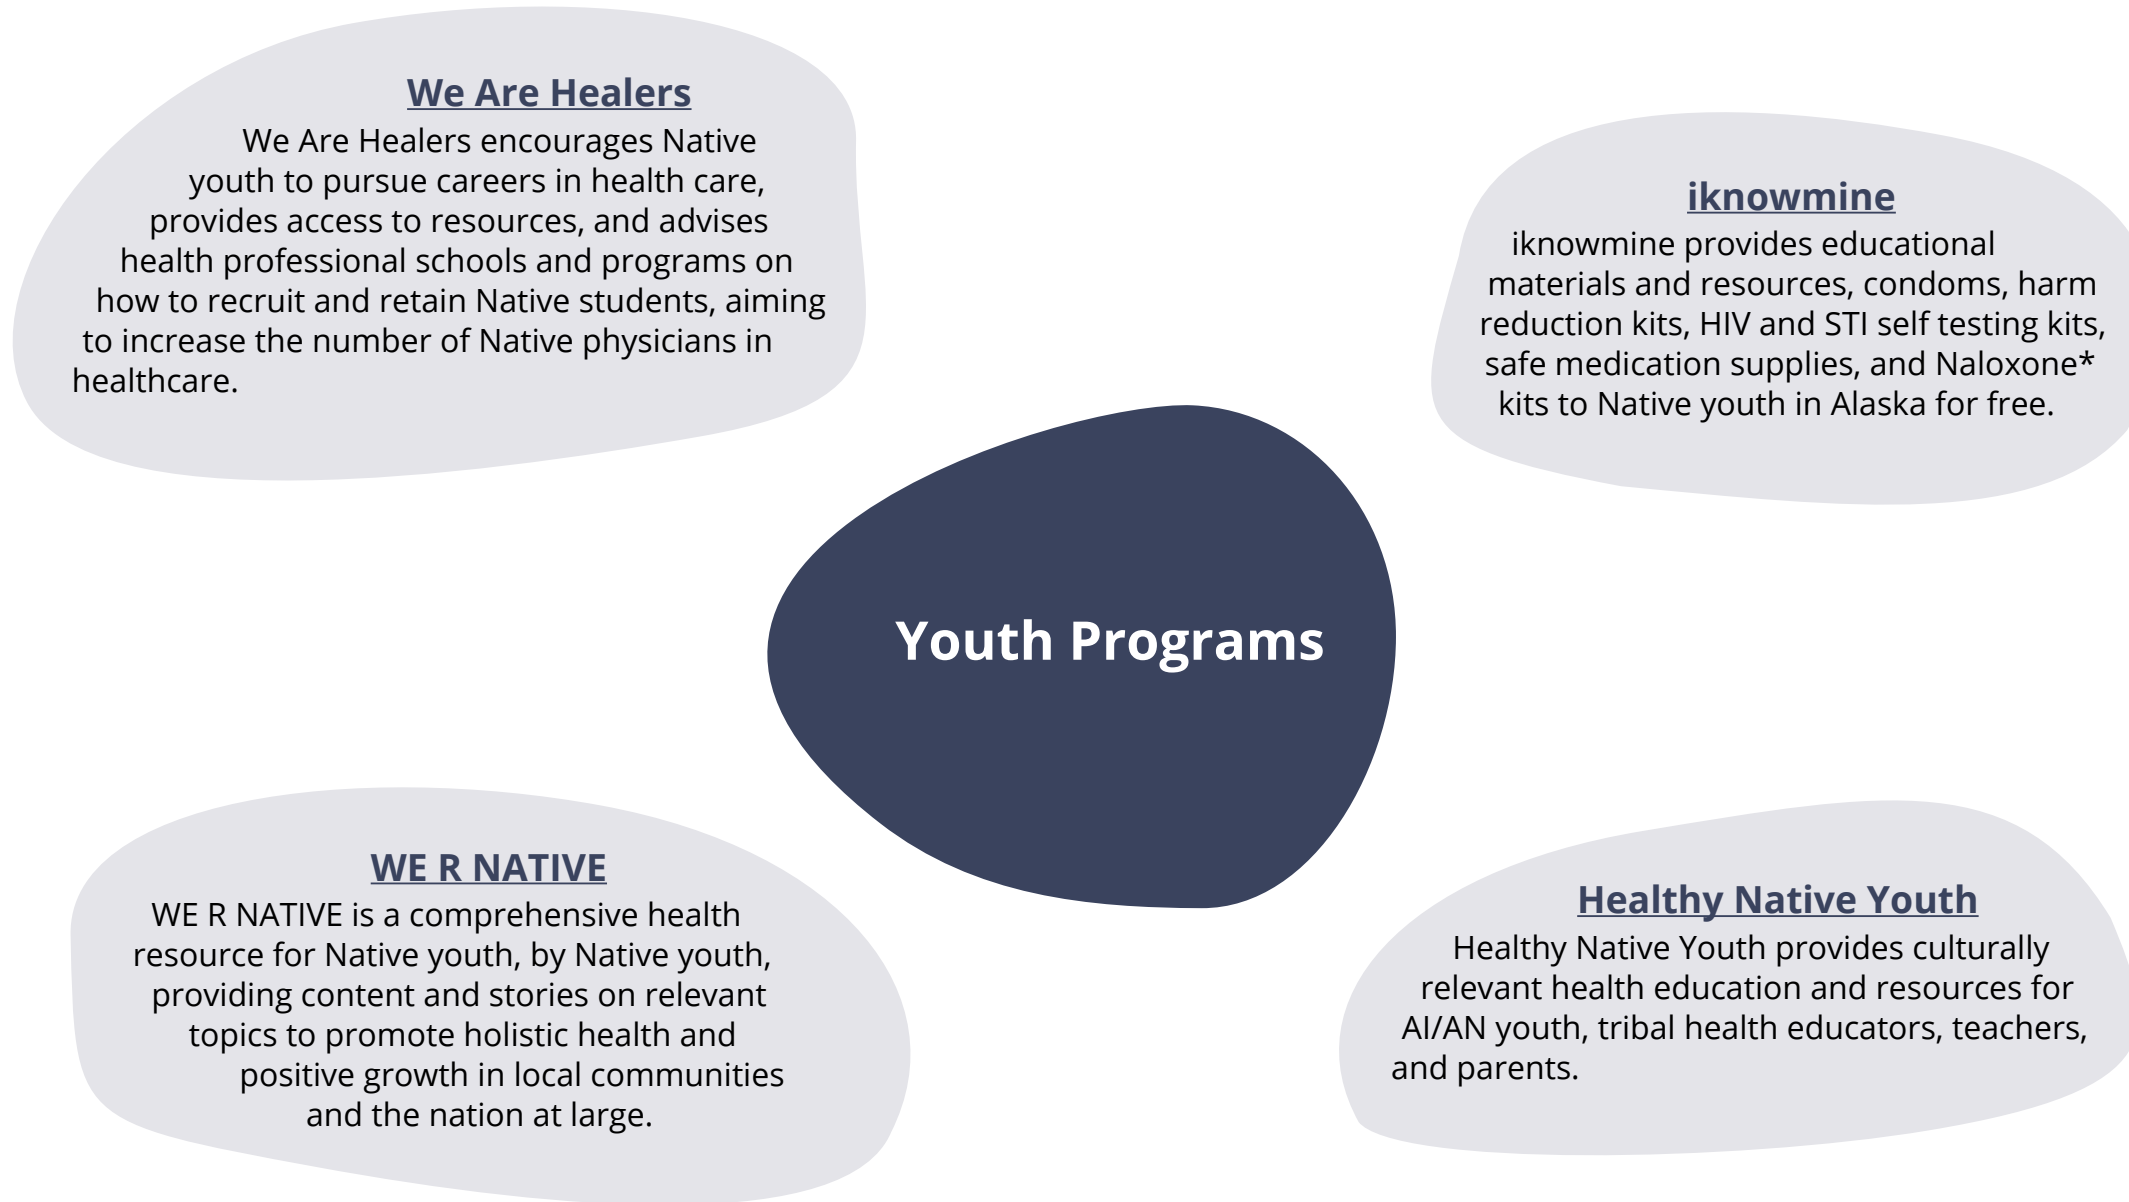 We Are Healers
We Are Healers encourages Native
youth to pursue careers in health care,
provides access to resources, and advises
health professional schools and programs on
how to recruit and retain Native students, aiming
to increase the number of Native physicians in
healthcare.
iknowmine
iknowmine provides educational
materials and resources, condoms, harm
reduction kits, HIV and STI self testing kits,
safe medication supplies, and Naloxone*
kits to Native youth in Alaska for free.
Youth Programs
WE R NATIVE
WE R NATIVE is a comprehensive health
resource for Native youth, by Native youth,
providing content and stories on relevant
topics to promote holistic health and
positive growth in local communities
and the nation at large.
Healthy Native Youth
Healthy Native Youth provides culturally
relevant health education and resources for
AI/AN youth, tribal health educators, teachers,
and parents.